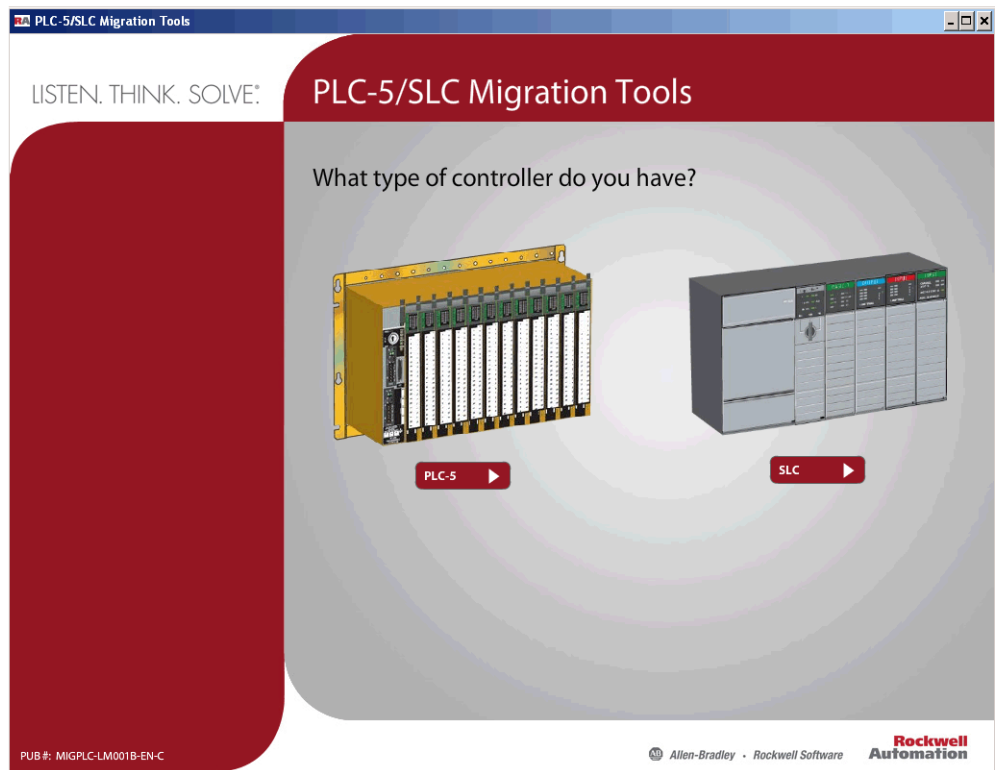 PLC-5/SLC Migration Tools
LISTEN. THINK. SOLVE.®
PLC-5/SLC Migration Tools
What type of controller do you have?
PLC-5
SLC
PUB #: MIGPLC-LM001B-EN-C
AB Allen-Bradley • Rockwell Software
Rockwell
Automation